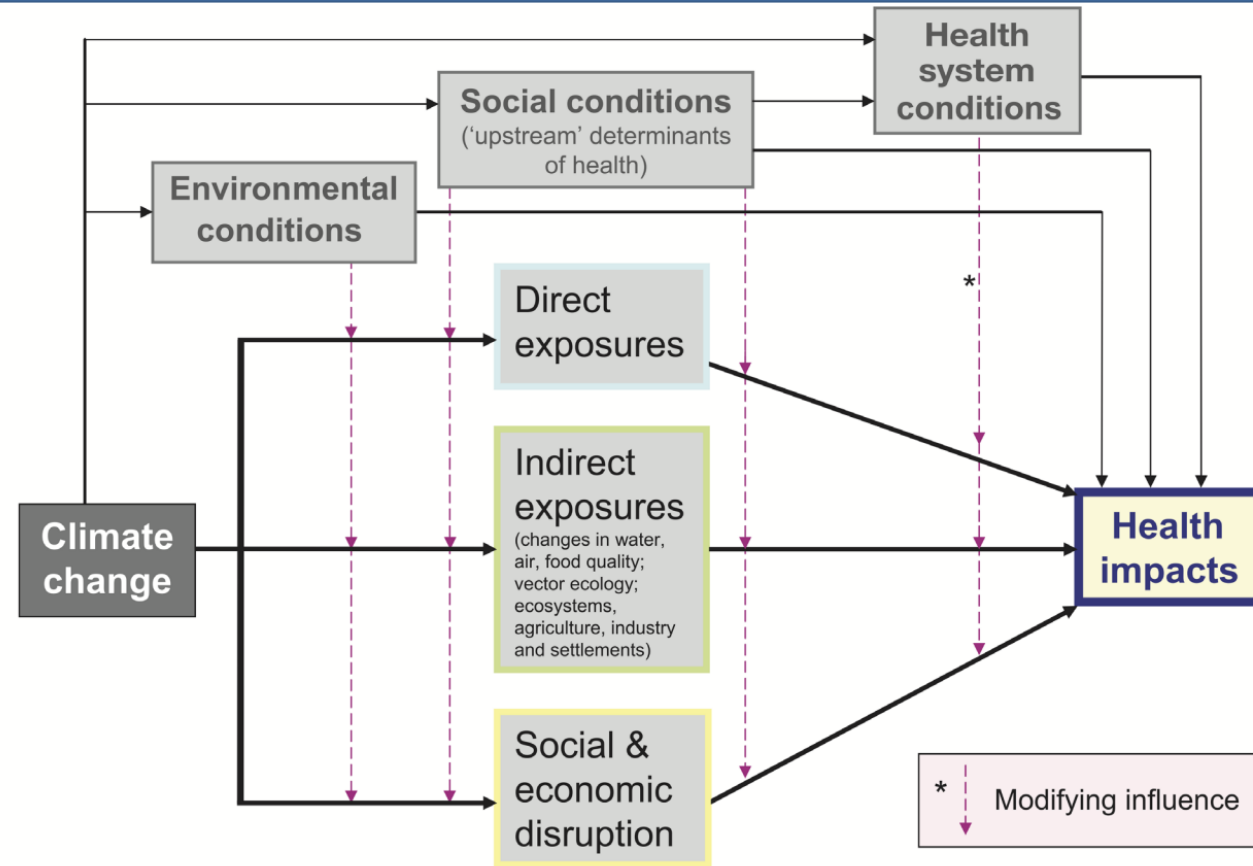 Health
system
conditions
Social conditions
(‘upstream’ determinants
of health)
Environmental
conditions
Direct
exposures
*
Indirect
exposures
(changes in water,
air, food quality;
vector ecology;
ecosystems,
agriculture, industry
and settlements)
Climate
change
Health
impacts
Social &
economic
disruption
* Modifying influence